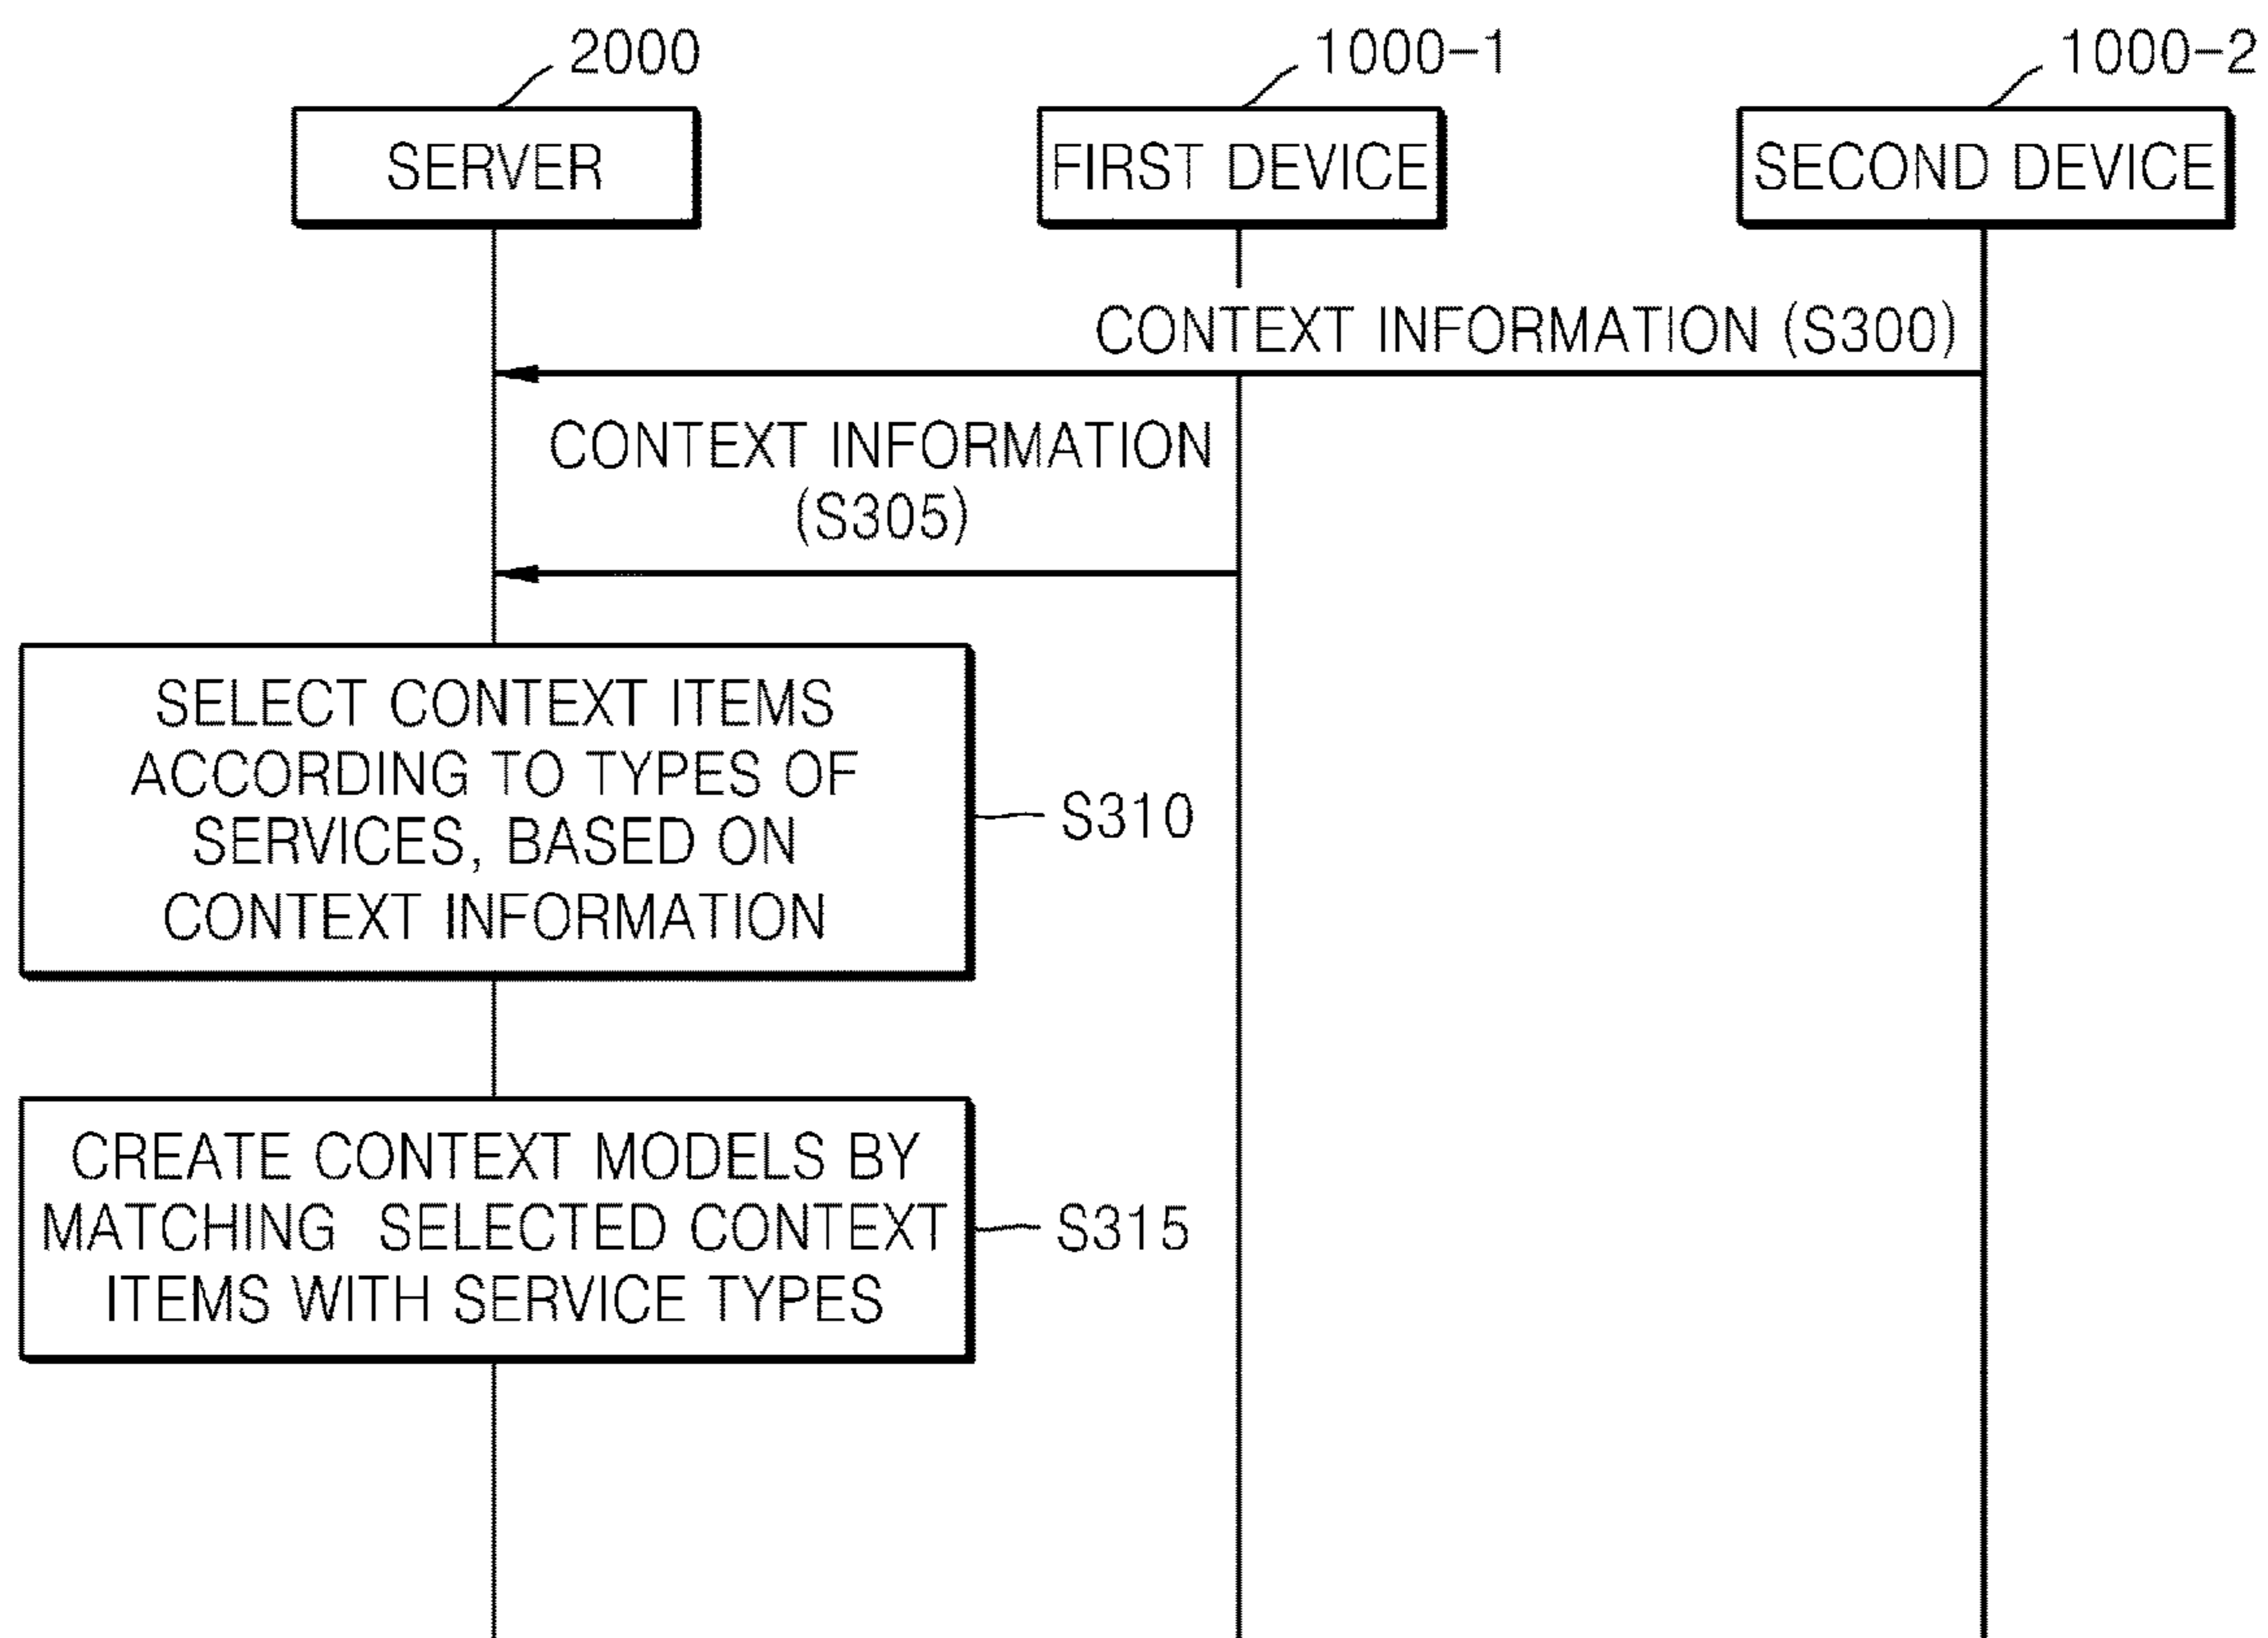 2000
1000-1
1000-2
SERVER
FIRST DEVICE
SECOND DEVICE
CONTEXT INFORMATION (S300)
CONTEXT INFORMATION
(S305)
SELECT CONTEXT ITEMS
ACCORDING TO TYPES OF
SERVICES, BASED ON
CONTEXT INFORMATION
S310
CREATE CONTEXT MODELS BY
MATCHING SELECTED CONTEXT
ITEMS WITH SERVICE TYPES
S315